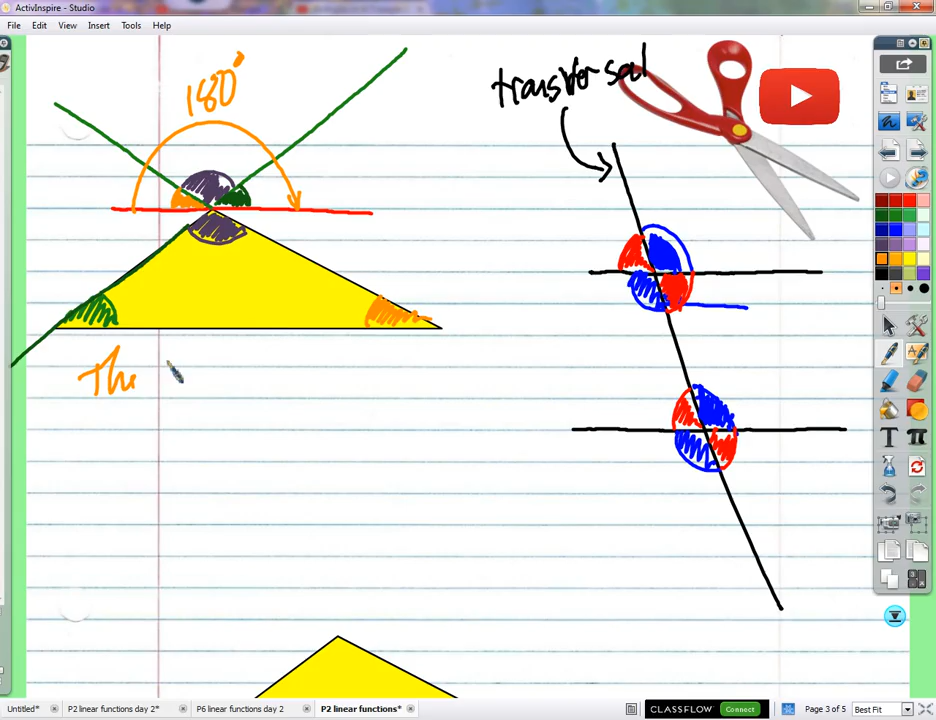 ActivInspire - Studio
File Edit View Insert Tools Help
180°
transversal
The
Untitled* P2 linear functions day 2* P6 linear functions day 2 P2 linear functions*
CLASSFLOW Connect
Page 3 of 5 Best Fit